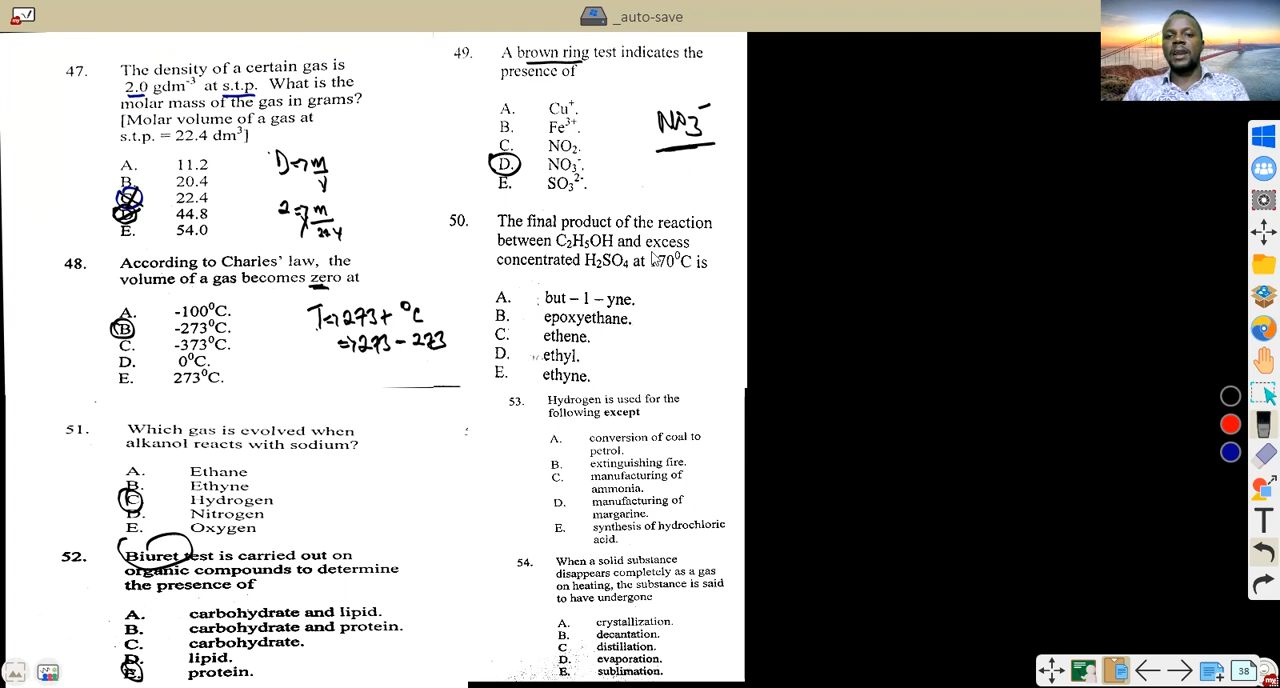 _auto-save
47. The density of a certain gas is
2.0 gdm⁻³ at s.t.p. What is the
molar mass of the gas in grams?
[Molar volume of a gas at
s.t.p. = 22.4 dm³]
A. 11.2
B. 20.4
22.4
44.8
E. 54.0
D => m
v
2 = m
48. According to Charles' law, the
volume of a gas becomes zero at
A. -100⁰C.
B -273⁰C.
C. -373⁰C.
D. 0⁰C.
E. 273⁰C.
T => 273 + ⁰C
=> 273 - 273
49. A brown ring test indicates the
presence of
A. Cu⁺.
B. Fe³⁺.
C. NO₂.
D. NO₃⁻.
E. SO₃²⁻.
NO3⁻
50. The final product of the reaction
between C₂H₅OH and excess
concentrated H₂SO₄ at 170⁰C is
A. but – 1 – yne.
B. epoxyethane.
C. ethene.
D. ethyl.
E. ethyne.
51. Which gas is evolved when
alkanol reacts with sodium?
A. Ethane
B. Ethyne
C Hydrogen
D. Nitrogen
E. Oxygen
52. Biuret test is carried out on
organic compounds to determine
the presence of
A. carbohydrate and lipid.
B. carbohydrate and protein.
C. carbohydrate.
D. lipid.
E. protein.
53. Hydrogen is used for the
following except
A. conversion of coal to
petrol.
B. extinguishing fire.
C. manufacturing of
ammonia.
D. manufacturing of
margarine.
E. synthesis of hydrochloric
acid.
54. When a solid substance
disappears completely as a gas
on heating, the substance is said
to have undergone
A. crystallization.
B. decantation.
C. distillation.
D. evaporation.
E. sublimation.
T
38